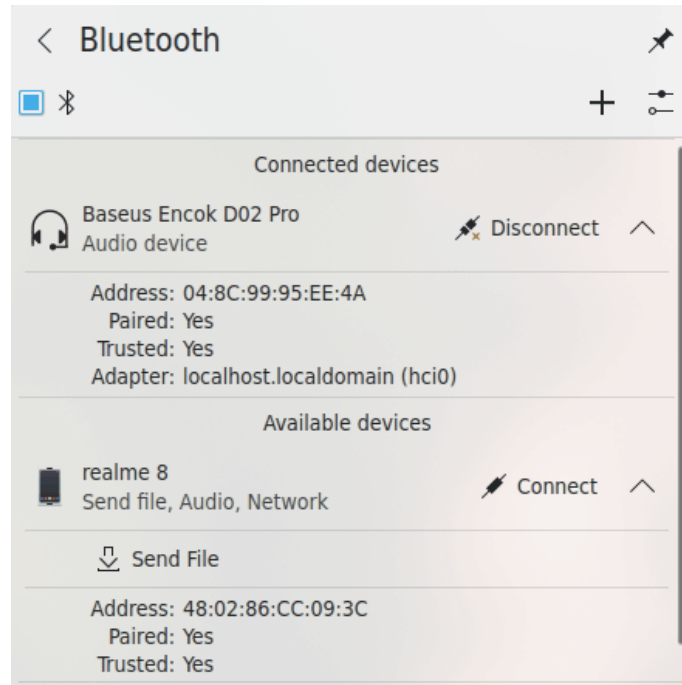 Bluetooth
Connected devices
Baseus Encok D02 Pro
Audio device
Disconnect
Address: 04:8C:99:95:EE:4A
Paired: Yes
Trusted: Yes
Adapter: localhost.localdomain (hci0)
Available devices
realme 8
Send file, Audio, Network
Connect
Send File
Address: 48:02:86:CC:09:3C
Paired: Yes
Trusted: Yes